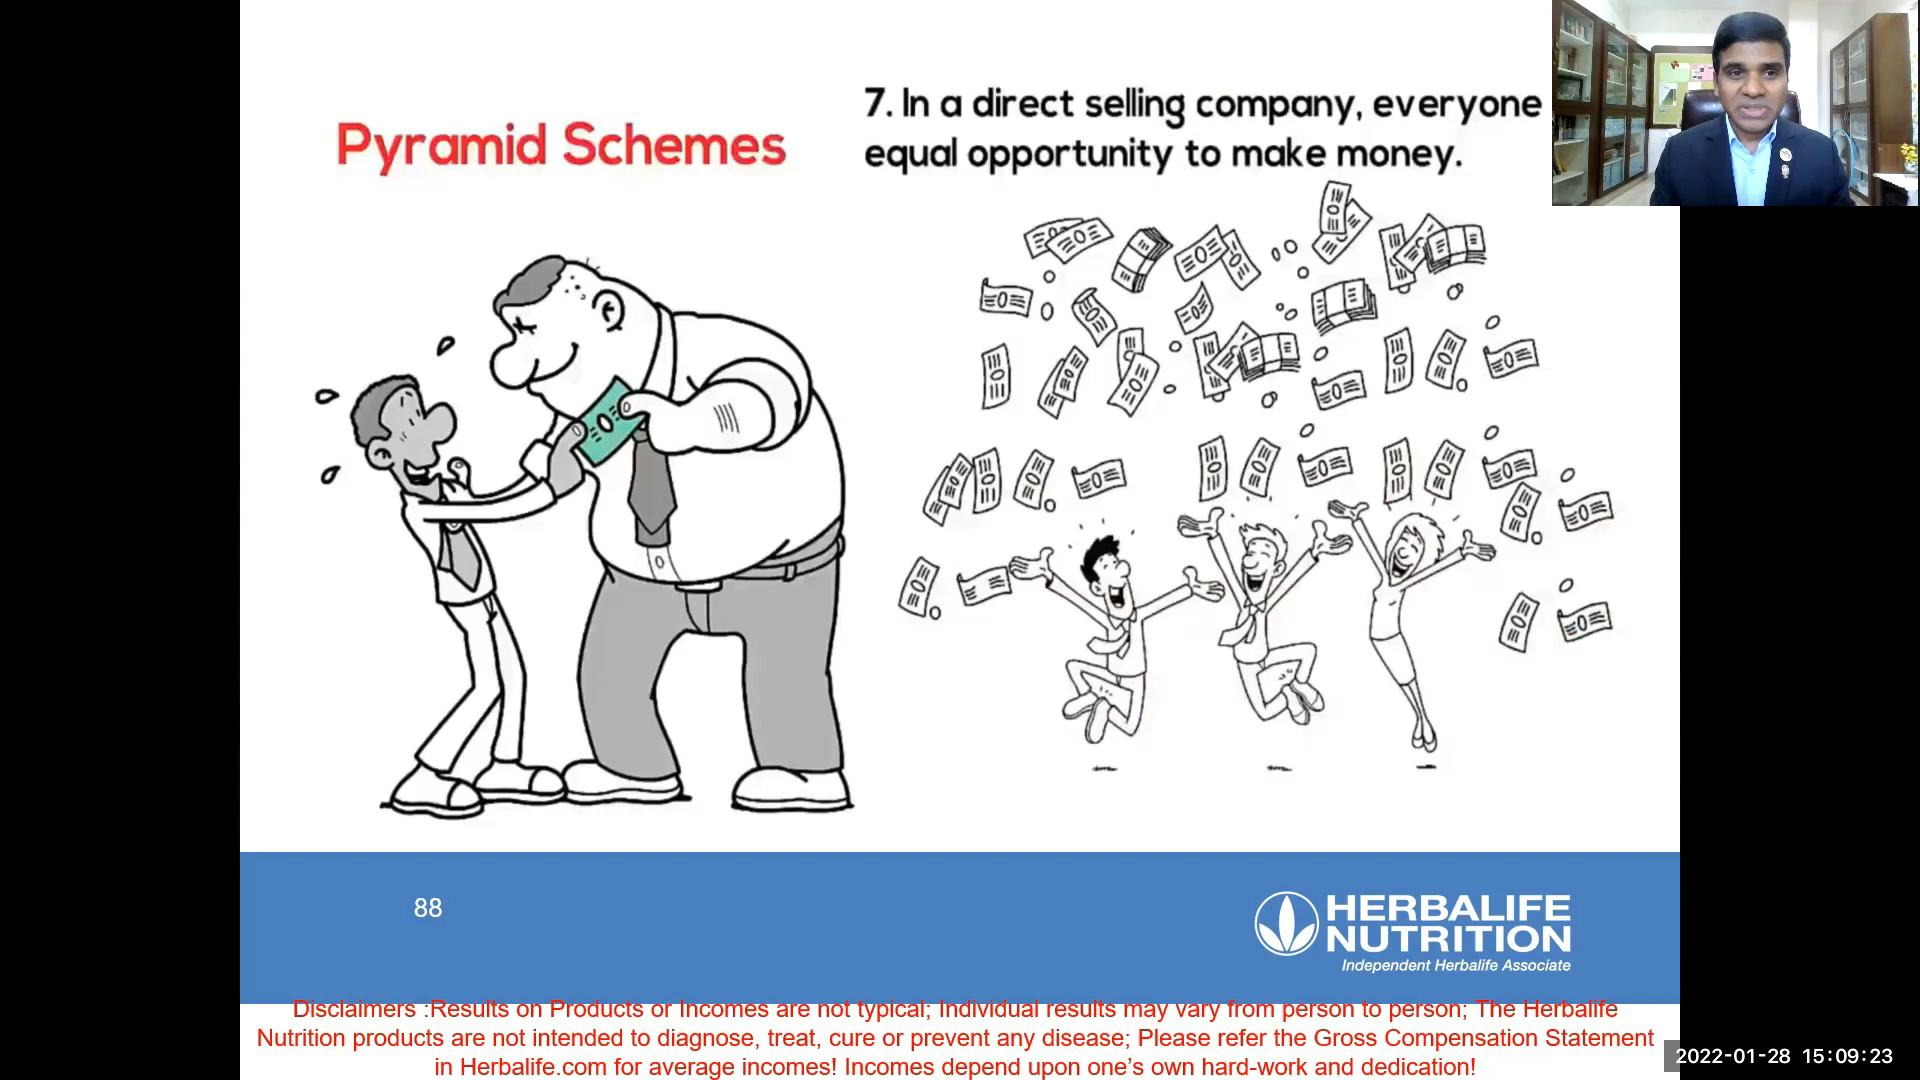 Pyramid Schemes
7. In a direct selling company, everyone
equal opportunity to make money.
88
HERBALIFE
NUTRITION
Independent Herbalife Associate
Disclaimers :Results on Products or Incomes are not typical; Individual results may vary from person to person; The Herbalife
Nutrition products are not intended to diagnose, treat, cure or prevent any disease; Please refer the Gross Compensation Statement
in Herbalife.com for average incomes! Incomes depend upon one’s own hard-work and dedication!
2022-01-28 15:09:23